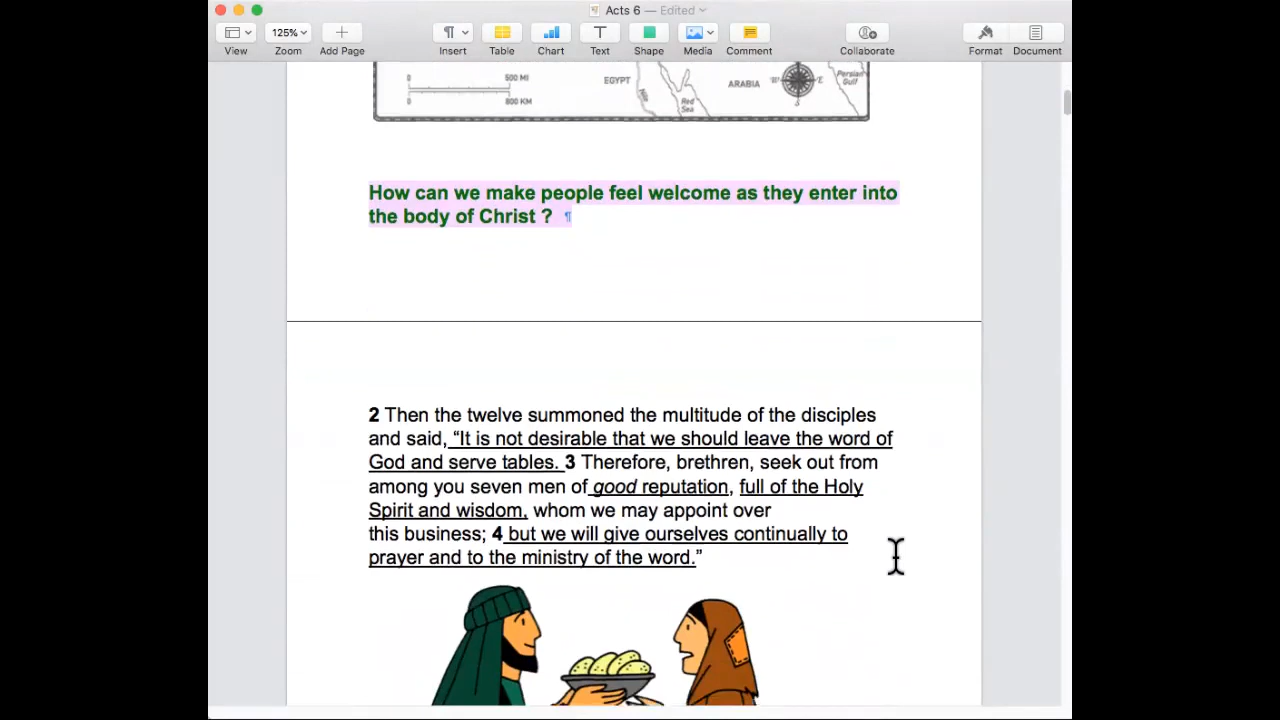 Acts 6 — Edited
125%
View
Zoom
Add Page
Insert
Table
Chart
Text
Shape
Media
Comment
Collaborate
Format
Document
0 500 MI
0 800 KM
EGYPT
Nile
Red
Sea
ARABIA
W E
Persian
Gulf
How can we make people feel welcome as they enter into
the body of Christ ? ¶
2 Then the twelve summoned the multitude of the disciples
and said, “It is not desirable that we should leave the word of
God and serve tables. 3 Therefore, brethren, seek out from
among you seven men of good reputation, full of the Holy
Spirit and wisdom, whom we may appoint over
this business; 4 but we will give ourselves continually to
prayer and to the ministry of the word.”